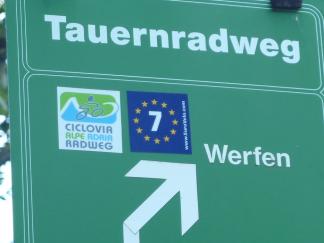 Tauernradweg
CICLOVIA
ALPE ADRIA
RADWEG
7
Werfen